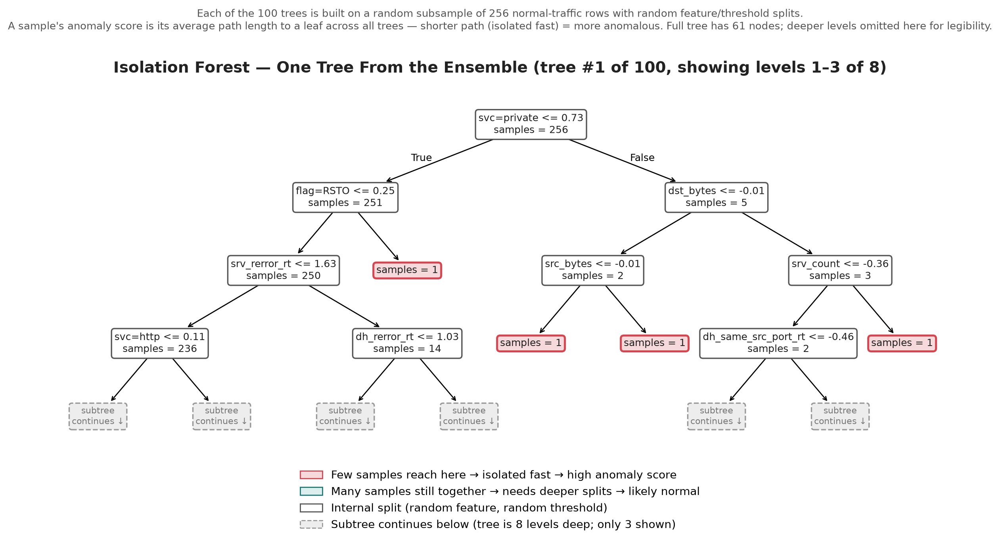 Each of the 100 trees is built on a random subsample of 256 normal-traffic rows with random feature/threshold splits.
A sample's anomaly score is its average path length to a leaf across all trees — shorter path (isolated fast) = more anomalous. Full tree has 61 nodes; deeper levels omitted here for legibility.
Isolation Forest — One Tree From the Ensemble (tree #1 of 100, showing levels 1–3 of 8)
svc=private <= 0.73
samples = 256
True
False
flag=RSTO <= 0.25
samples = 251
dst_bytes <= -0.01
samples = 5
srv_rerror_rt <= 1.63
samples = 250
samples = 1
src_bytes <= -0.01
samples = 2
srv_count <= -0.36
samples = 3
svc=http <= 0.11
samples = 236
dh_rerror_rt <= 1.03
samples = 14
samples = 1
samples = 1
dh_same_src_port_rt <= -0.46
samples = 2
samples = 1
subtree
continues ↓
subtree
continues ↓
subtree
continues ↓
subtree
continues ↓
subtree
continues ↓
subtree
continues ↓
Few samples reach here → isolated fast → high anomaly score
Many samples still together → needs deeper splits → likely normal
Internal split (random feature, random threshold)
Subtree continues below (tree is 8 levels deep; only 3 shown)